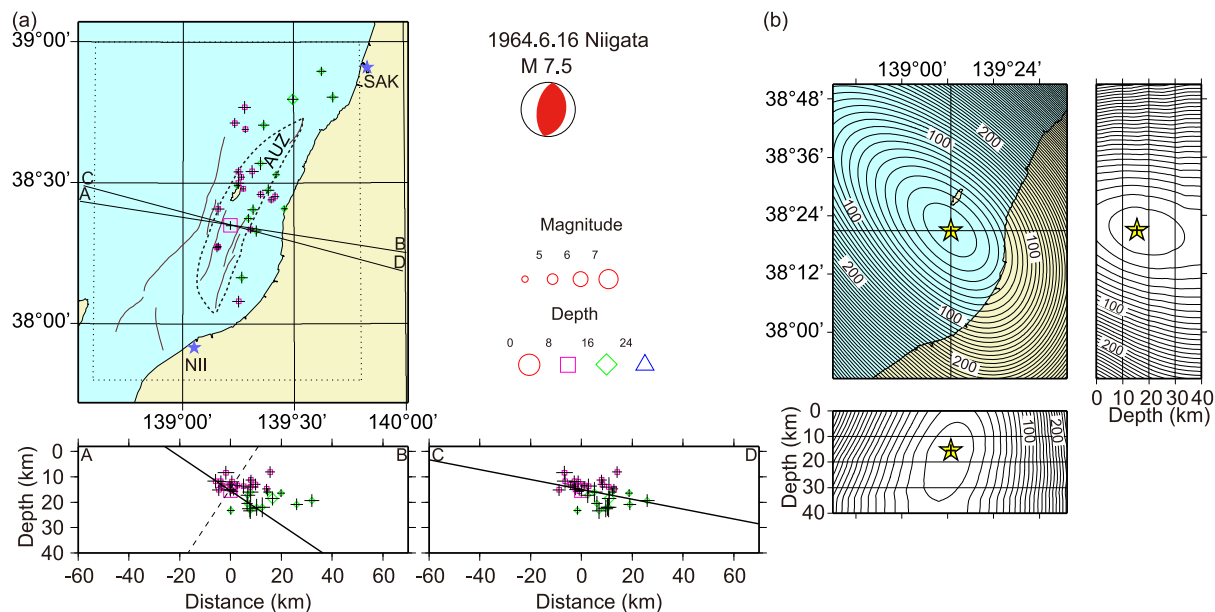 (a)
39°00'
38°30'
38°00'
139°00'
139°30'
140°00'
SAK
AUZ
C
A
B
D
NII
1964.6.16 Niigata
M 7.5
Magnitude
5 6 7
Depth
0 8 16 24
A B
Depth (km)
0
10
20
30
40
-60 -40 -20 0 20 40 60
Distance (km)
C D
-60 -40 -20 0 20 40 60
Distance (km)
(b)
139°00' 139°24'
38°48'
38°36'
38°24'
38°12'
38°00'
100
200
100
100
200
100
200
0 10 20 30 40
Depth (km)
Depth (km)
0
10
20
30
40
100
200